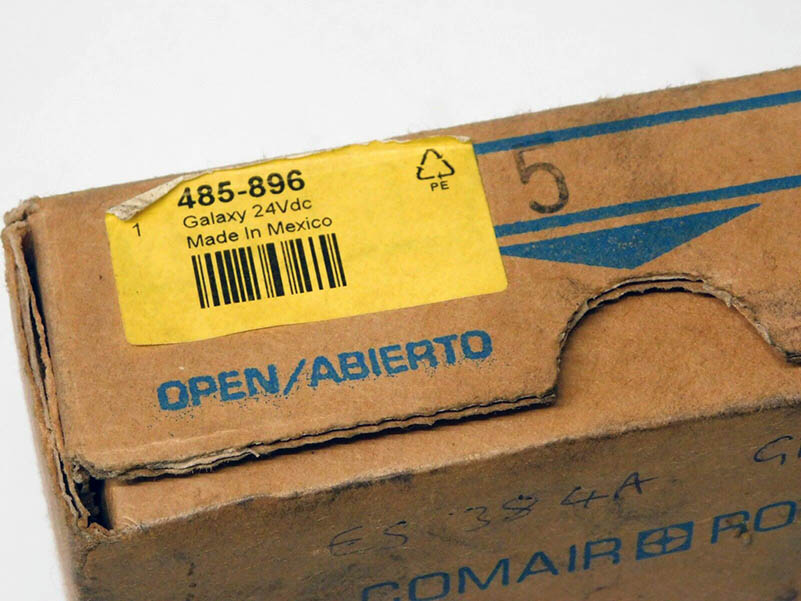 485-896
PE
1
Galaxy 24Vdc
Made In Mexico
5
OPEN/ABIERTO
ES 384A
COMAIR RO